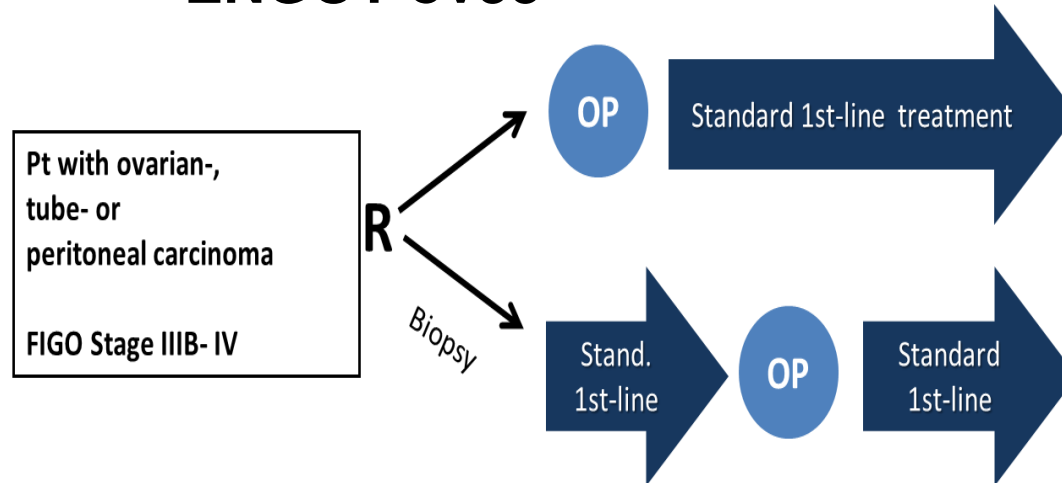 Pt with ovarian-,
tube- or
peritoneal carcinoma
FIGO Stage IIIB- IV
R
Biopsy
OP
Standard 1st-line treatment
Stand.
1st-line
OP
Standard
1st-line